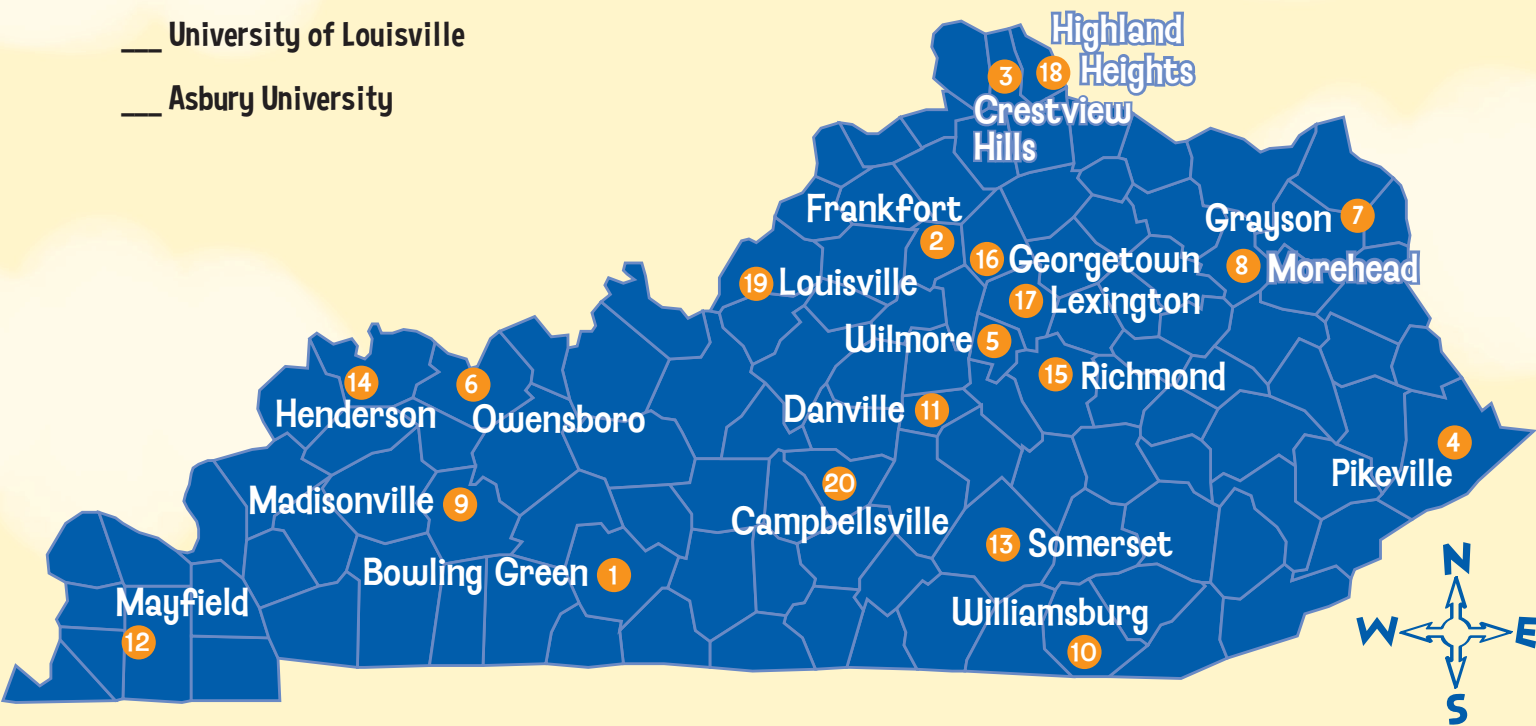 ___ University of Louisville
___ Asbury University
Highland
3 18 Heights
Crestview
Hills
Frankfort
2
Grayson 7
16 Georgetown
8 Morehead
19 Louisville
17 Lexington
Wilmore 5
15 Richmond
14
Henderson
6
Owensboro
Danville 11
4
Pikeville
20
Campbellsville
Madisonville 9
13 Somerset
Bowling Green 1
Mayfield
12
Williamsburg
10
N
W E
S